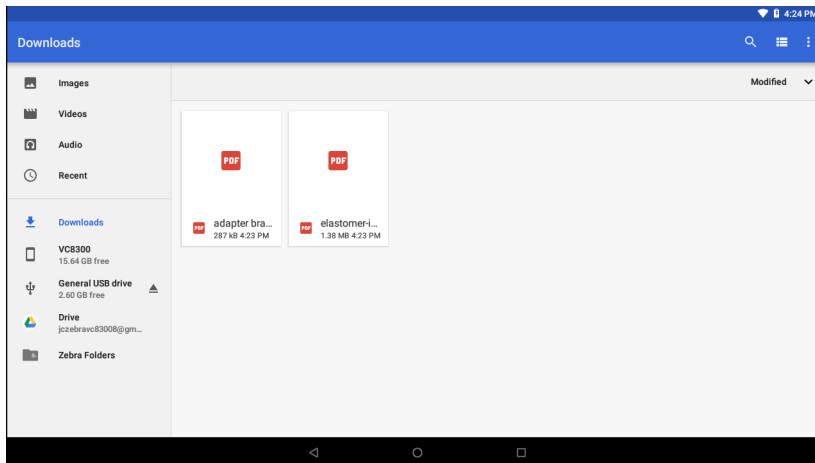 4:24 PM
Downloads
Images
Modified
Videos
Audio
Recent
PDF
PDF
Downloads
PDF
adapter bra...
287 kB 4:23 PM
PDF
elastomer-i...
1.38 MB 4:23 PM
VC8300
15.64 GB free
General USB drive
2.60 GB free
Drive
jczebravc83008@gm...
Zebra Folders